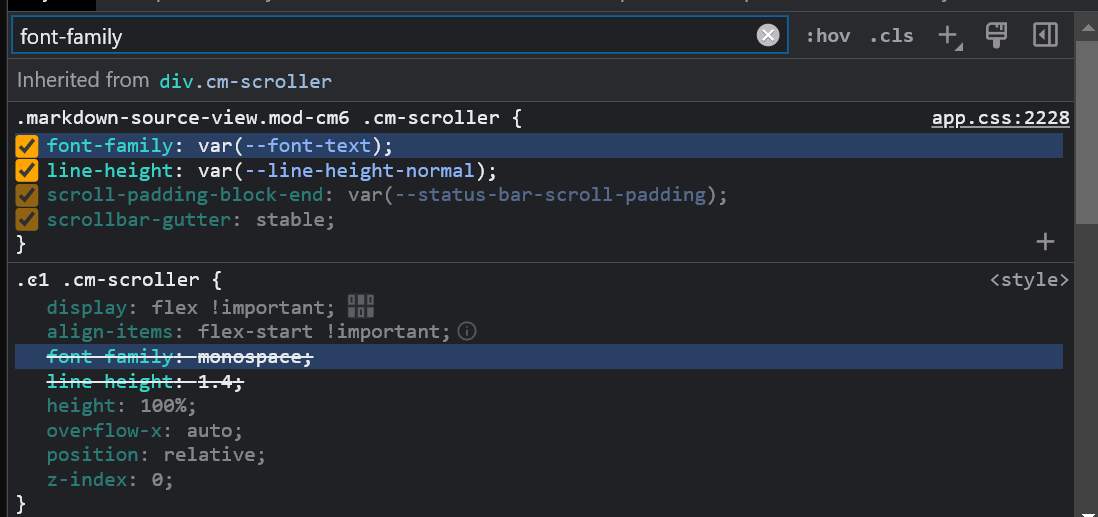 font-family
:hov .cls
Inherited from div.cm-scroller
.markdown-source-view.mod-cm6 .cm-scroller { app.css:2228
font-family: var(--font-text);
line-height: var(--line-height-normal);
scroll-padding-block-end: var(--status-bar-scroll-padding);
scrollbar-gutter: stable;
}
.ͼ1 .cm-scroller { <style>
display: flex !important;
align-items: flex-start !important;
font-family: monospace;
line-height: 1.4;
height: 100%;
overflow-x: auto;
position: relative;
z-index: 0;
}